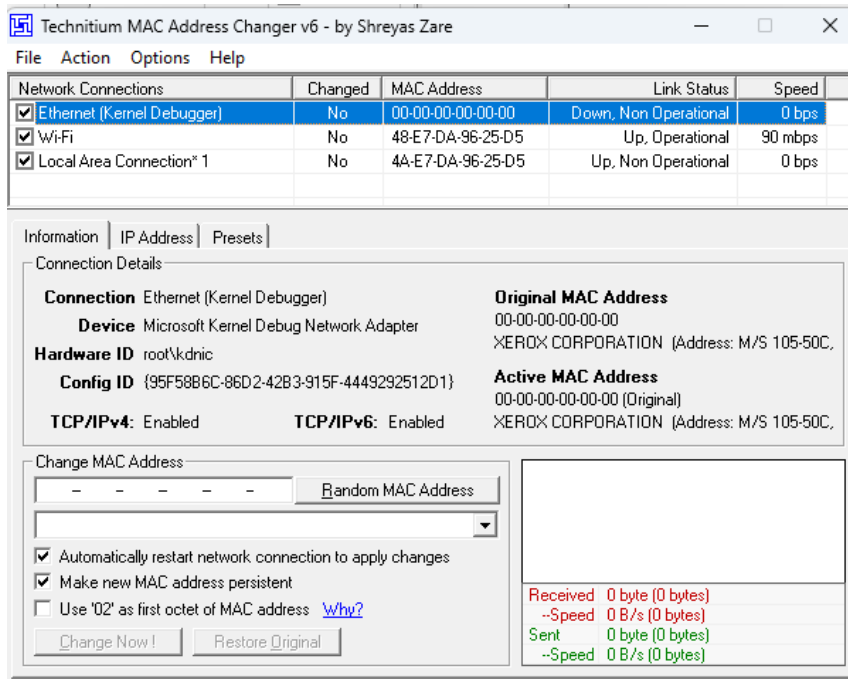 Technitium MAC Address Changer v6 - by Shreyas Zare
File Action Options Help
Network Connections Changed MAC Address Link Status Speed
Ethernet (Kernel Debugger) No 00-00-00-00-00-00 Down, Non Operational 0 bps
Wi-Fi No 48-E7-DA-96-25-D5 Up, Operational 90 mbps
Local Area Connection* 1 No 4A-E7-DA-96-25-D5 Up, Non Operational 0 bps
Information IP Address Presets
Connection Details
Connection Ethernet (Kernel Debugger)
Device Microsoft Kernel Debug Network Adapter
Hardware ID root\kdnic
Config ID {95F58B6C-86D2-42B3-915F-4449292512D1}
TCP/IPv4: Enabled TCP/IPv6: Enabled
Original MAC Address
00-00-00-00-00-00
XEROX CORPORATION (Address: M/S 105-50C,
Active MAC Address
00-00-00-00-00-00 (Original)
XEROX CORPORATION (Address: M/S 105-50C,
Change MAC Address
- - - - - Random MAC Address
Automatically restart network connection to apply changes
Make new MAC address persistent
Use '02' as first octet of MAC address Why?
Change Now ! Restore Original
Received 0 byte (0 bytes)
--Speed 0 B/s (0 bytes)
Sent 0 byte (0 bytes)
--Speed 0 B/s (0 bytes)